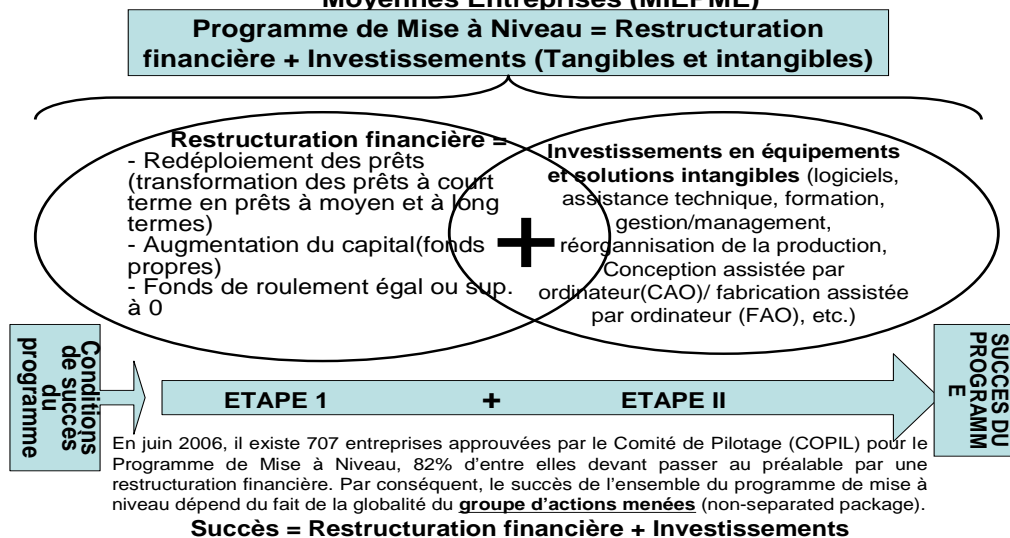 Moyennes Entreprises (MIEPME)
Programme de Mise à Niveau = Restructuration
financière + Investissements (Tangibles et intangibles)
Restructuration financière =
- Redéploiement des prêts
(transformation des prêts à court
terme en prêts à moyen et à long
termes)
- Augmentation du capital(fonds
propres)
- Fonds de roulement égal ou sup.
à 0
+
Investissements en équipements
et solutions intangibles (logiciels,
assistance technique, formation,
gestion/management,
réorgannisation de la production,
Conception assistée par
ordinateur(CAO)/ fabrication assistée
par ordinateur (FAO), etc.)
Conditions
de succès
du
programme
ETAPE 1 + ETAPE II
SUCCES DU
PROGRAMM
E
En juin 2006, il existe 707 entreprises approuvées par le Comité de Pilotage (COPIL) pour le
Programme de Mise à Niveau, 82% d'entre elles devant passer au préalable par une
restructuration financière. Par conséquent, le succès de l'ensemble du programme de mise à
niveau dépend du fait de la globalité du groupe d'actions menées (non-separated package).
Succès = Restructuration financière + Investissements